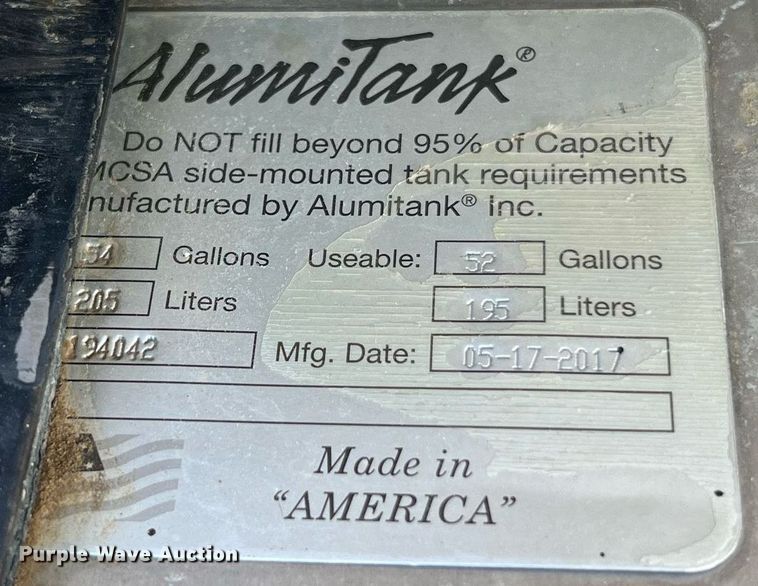 AlumiTank®
Do NOT fill beyond 95% of Capacity
MCSA side-mounted tank requirements
nufactured by Alumitank® Inc.
54 Gallons Useable: 52 Gallons
205 Liters 195 Liters
194042 Mfg. Date: 05-17-2017
A
Made in
“AMERICA”
Purple Wave Auction